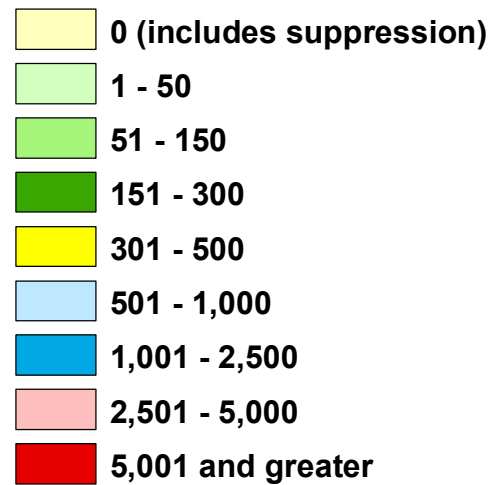 0 (includes suppression)
1 - 50
51 - 150
151 - 300
301 - 500
501 - 1,000
1,001 - 2,500
2,501 - 5,000
5,001 and greater